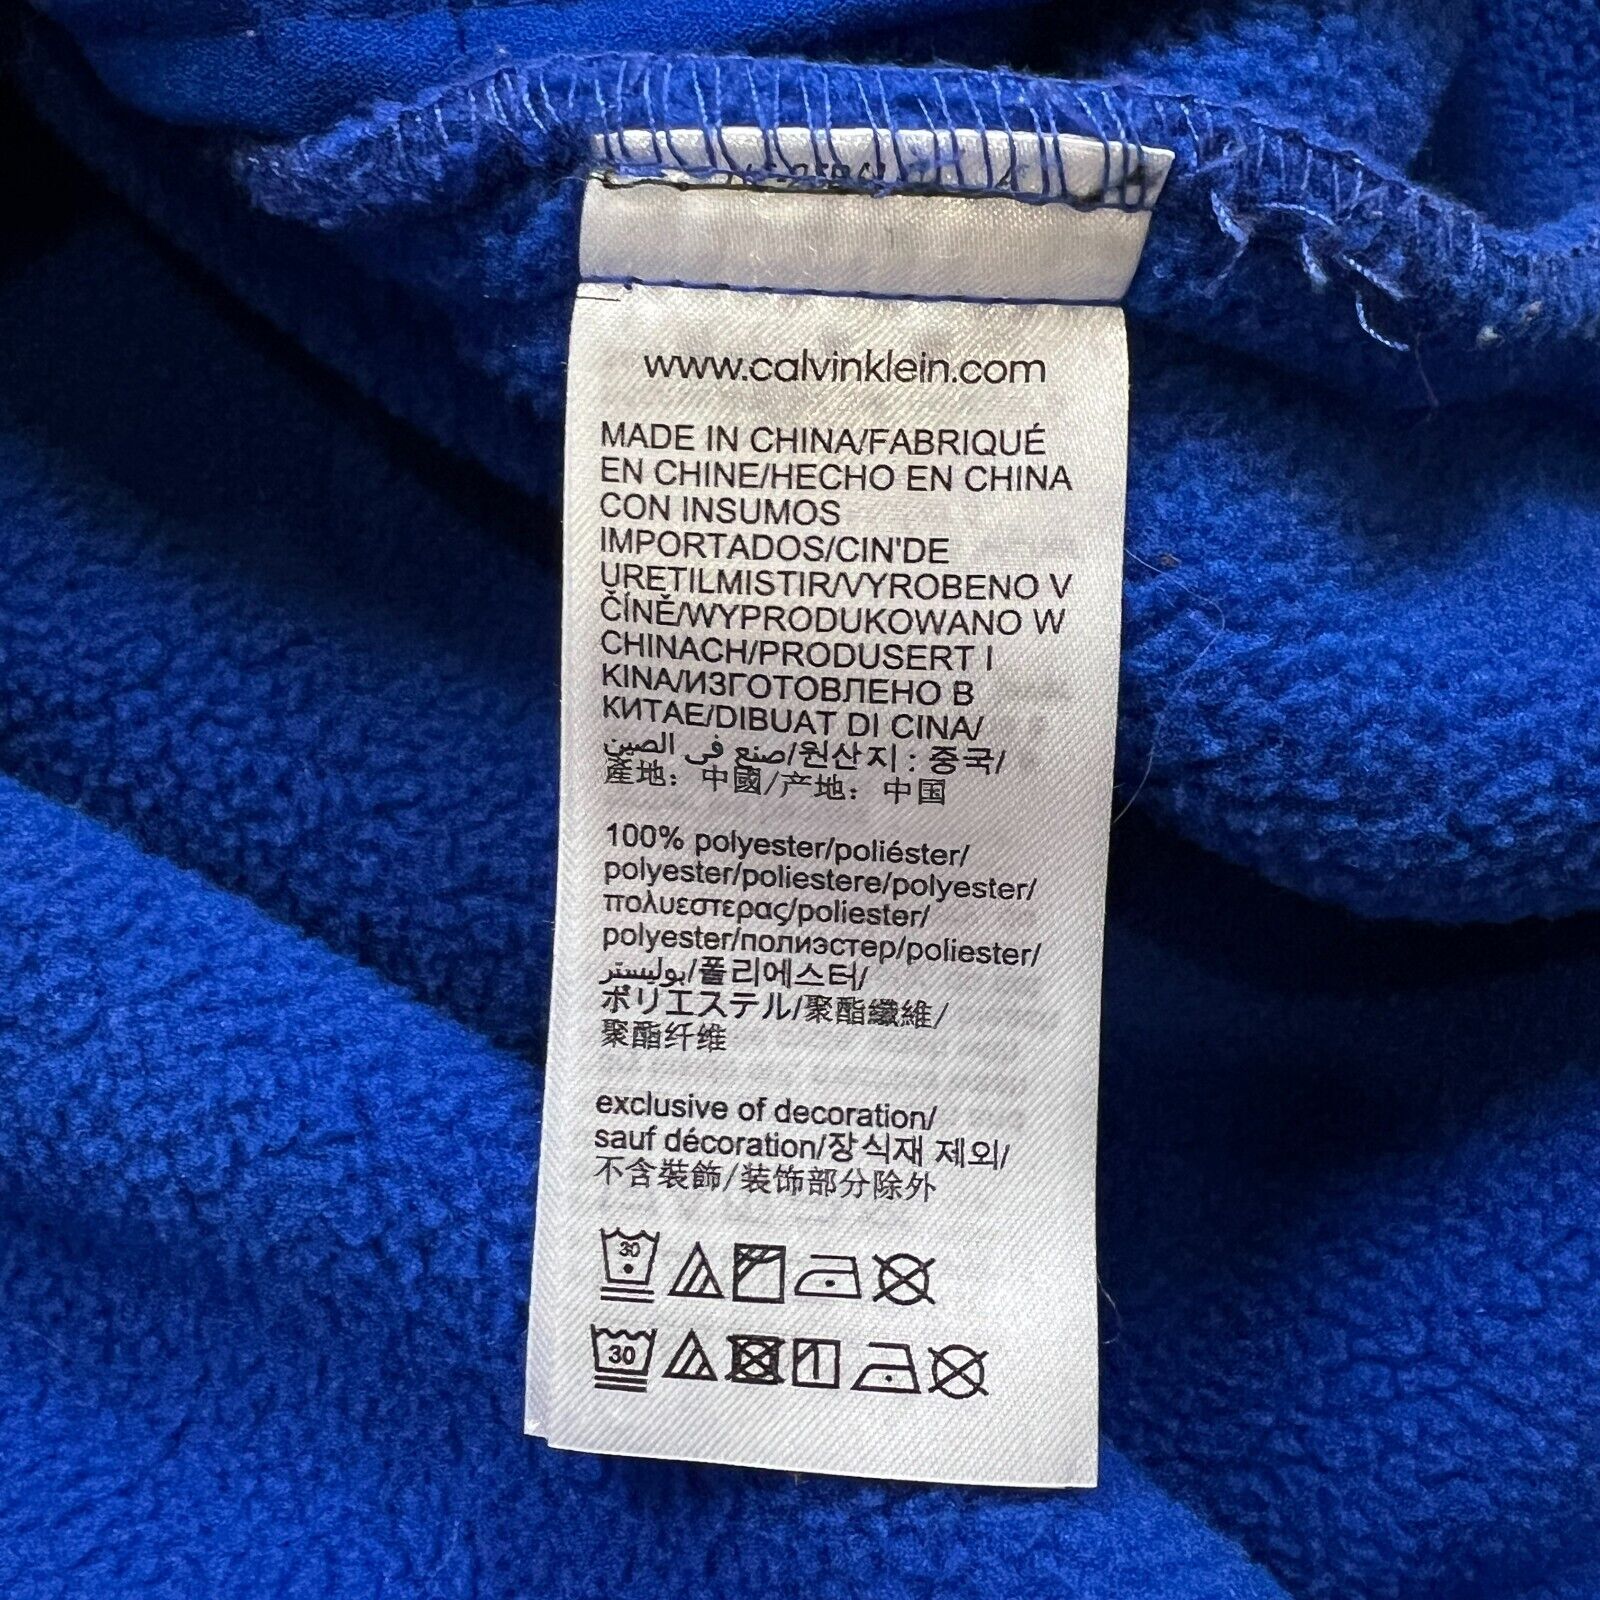 www.calvinklein.com
MADE IN CHINA/FABRIQUÉ
EN CHINE/HECHO EN CHINA
CON INSUMOS
IMPORTADOS/CIN'DE
URETILMISTIR/VYROBENO V
ČÍNĚ/WYPRODUKOWANO W
CHINACH/PRODUSERT I
KINA/ИЗГОТОВЛЕНО В
КИТАЕ/DIBUAT DI CINA/
صنع في الصين/원산지 : 중국/
產地：中國/产地：中国
100% polyester/poliéster/
polyester/poliestere/polyester/
πολυεστερας/poliester/
polyester/полиэстер/poliester/
بوليستر/폴리에스터/
ポリエステル/聚酯纖維/
聚酯纤维
exclusive of decoration/
sauf décoration/장식재 제외/
不含裝飾/装饰部分除外
30
30